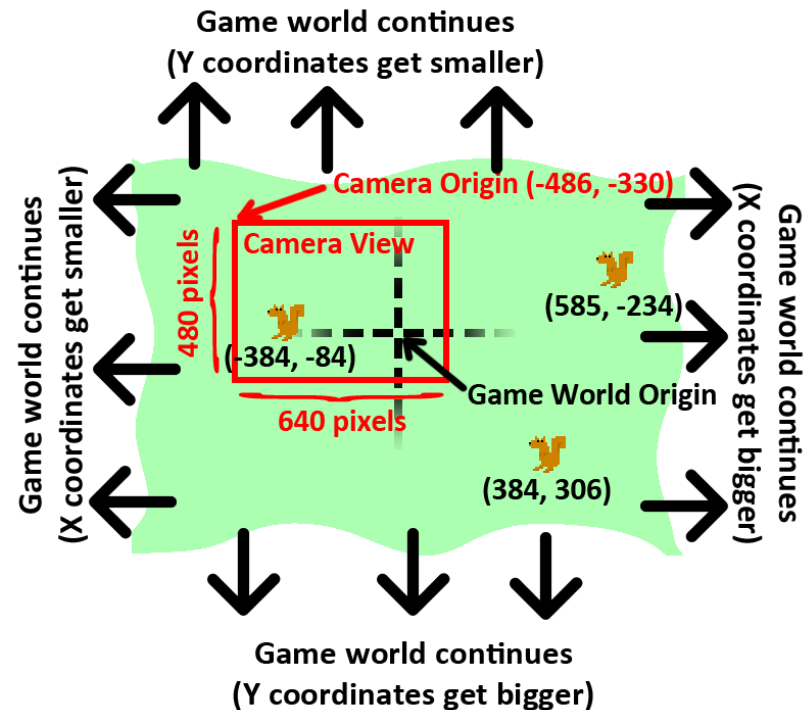 Game world continues
(Y coordinates get smaller)
Camera Origin (-486, -330)
Game world continues
(X coordinates get smaller)
480 pixels
Camera View
(-384, -84)
640 pixels
(585, -234)
Game World Origin
(384, 306)
Game world continues
(X coordinates get bigger)
Game world continues
(Y coordinates get bigger)